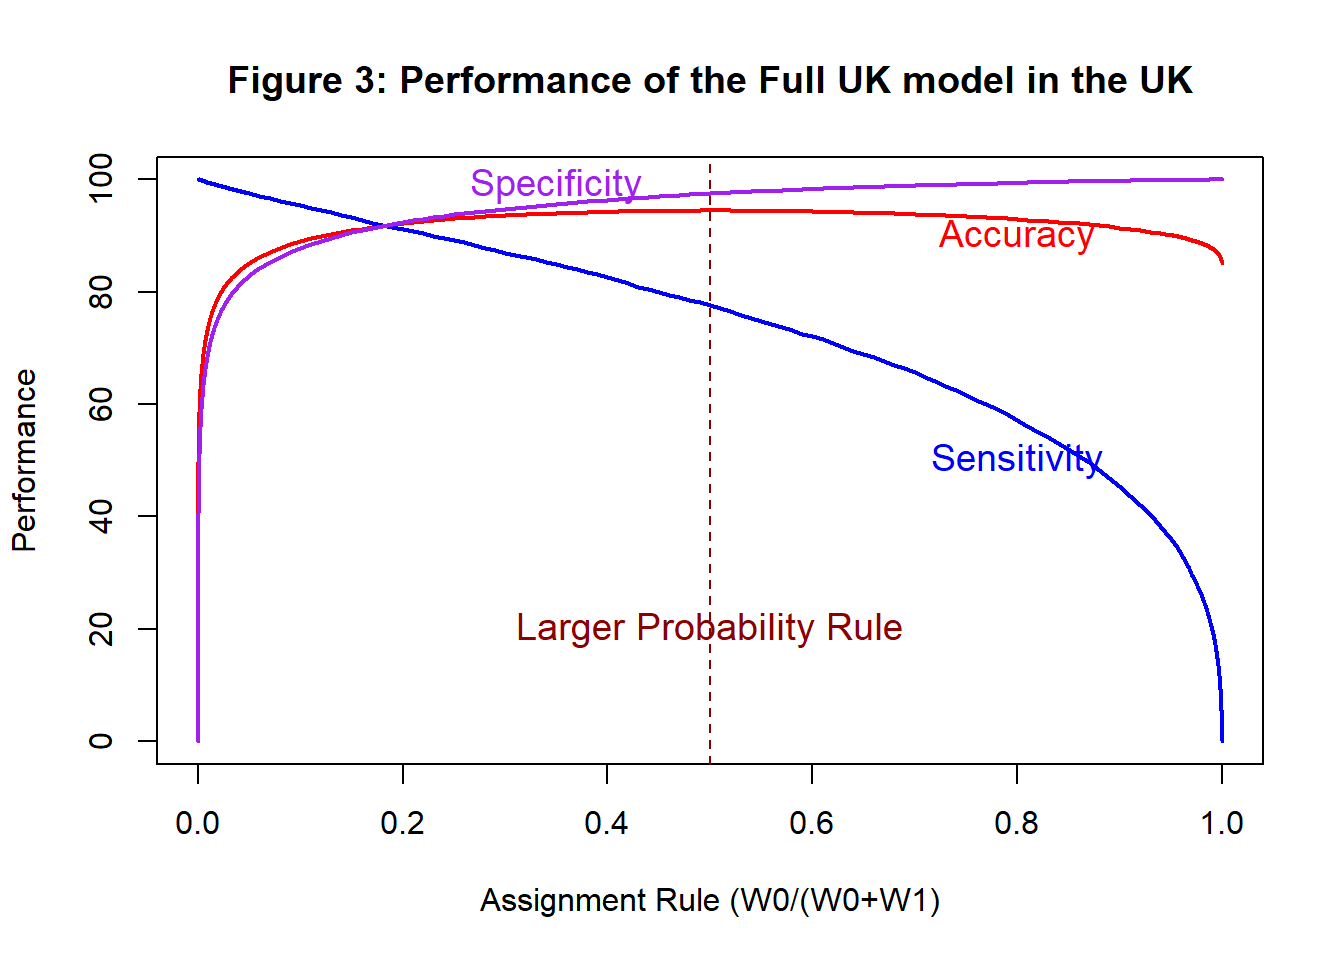 Figure 3: Performance of the Full UK model in the UK
Performance
100
80
60
40
20
0
Specificity
Accuracy
Sensitivity
Larger Probability Rule
0.0 0.2 0.4 0.6 0.8 1.0
Assignment Rule (W0/(W0+W1)